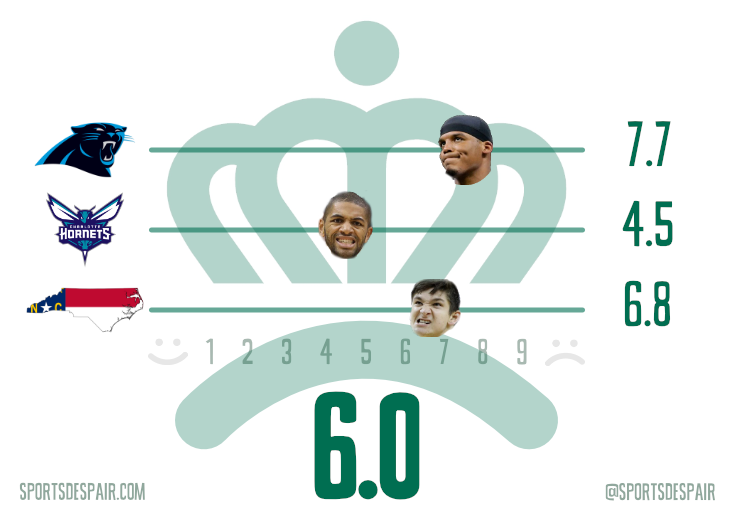 7.7
CHARLOTTE
HORNETS
4.5
N C
6.8
1 2 3 4 5 6 7 8 9
6.0
SPORTSDESPAIR.COM
@SPORTSDESPAIR